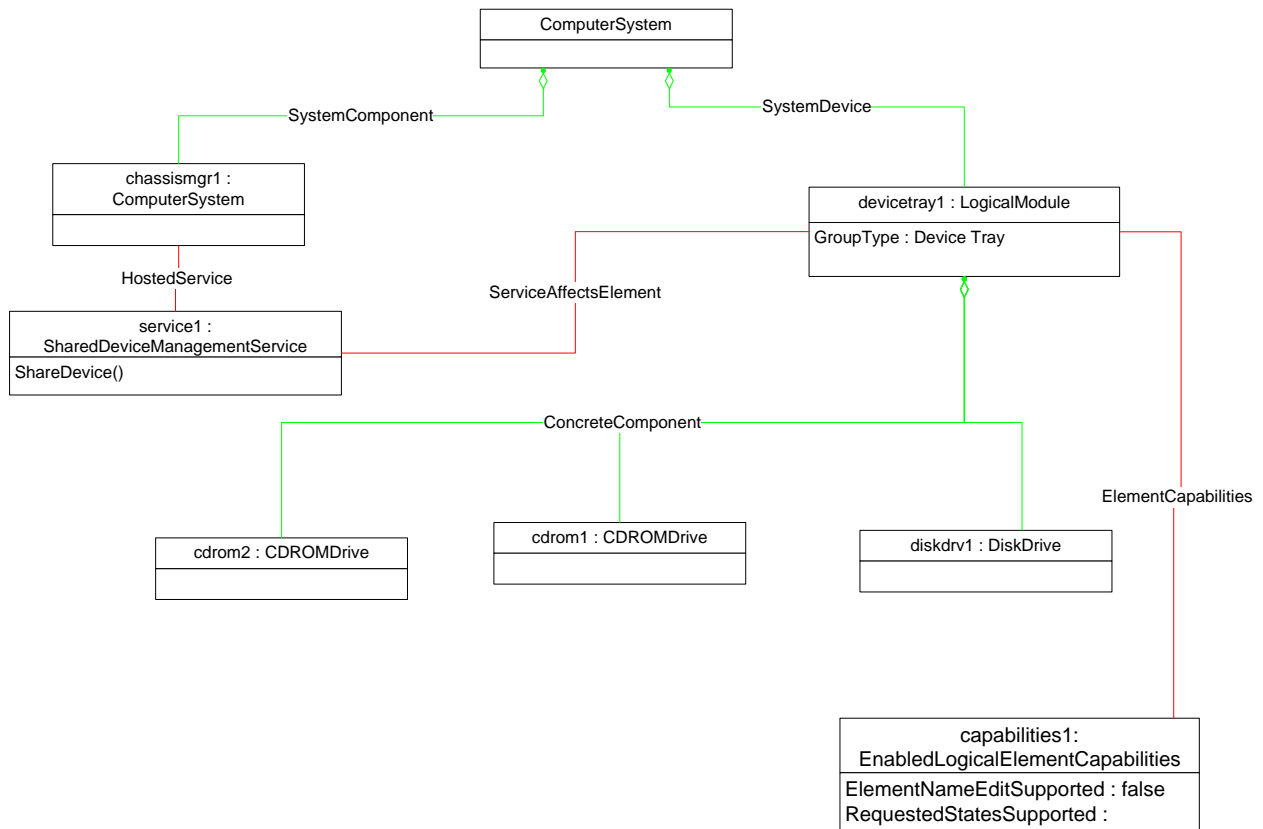 ComputerSystem
SystemComponent
SystemDevice
chassismgr1 :
ComputerSystem
devicetray1 : LogicalModule
GroupType : Device Tray
HostedService
ServiceAffectsElement
service1 :
SharedDeviceManagementService
ShareDevice()
ConcreteComponent
ElementCapabilities
cdrom2 : CDROMDrive
cdrom1 : CDROMDrive
diskdrv1 : DiskDrive
capabilities1:
EnabledLogicalElementCapabilities
ElementNameEditSupported : false
RequestedStatesSupported :